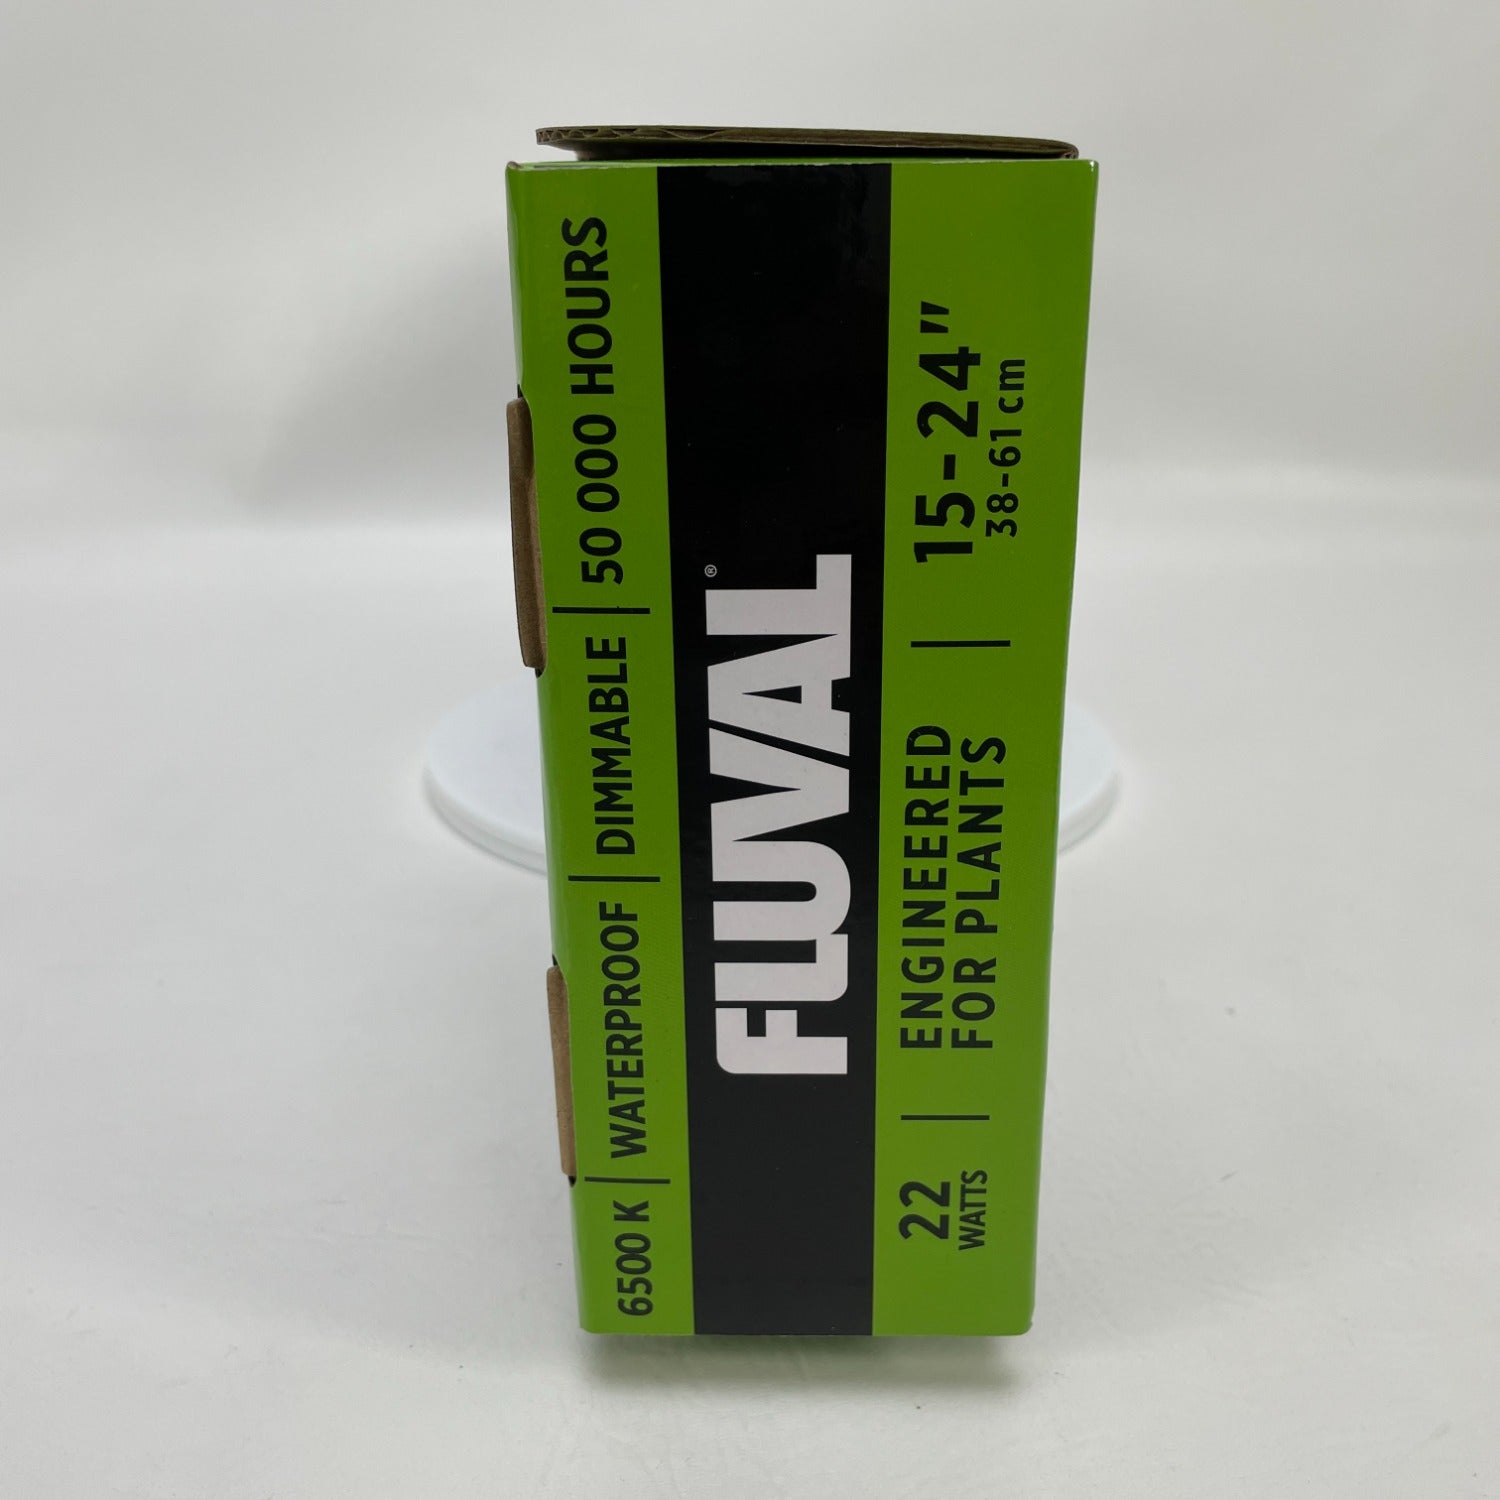 6500 K | WATERPROOF | DIMMABLE | 50 000 HOURS
FLUVAL®
22
WATTS
ENGINEERED
FOR PLANTS
15-24"
38-61 cm